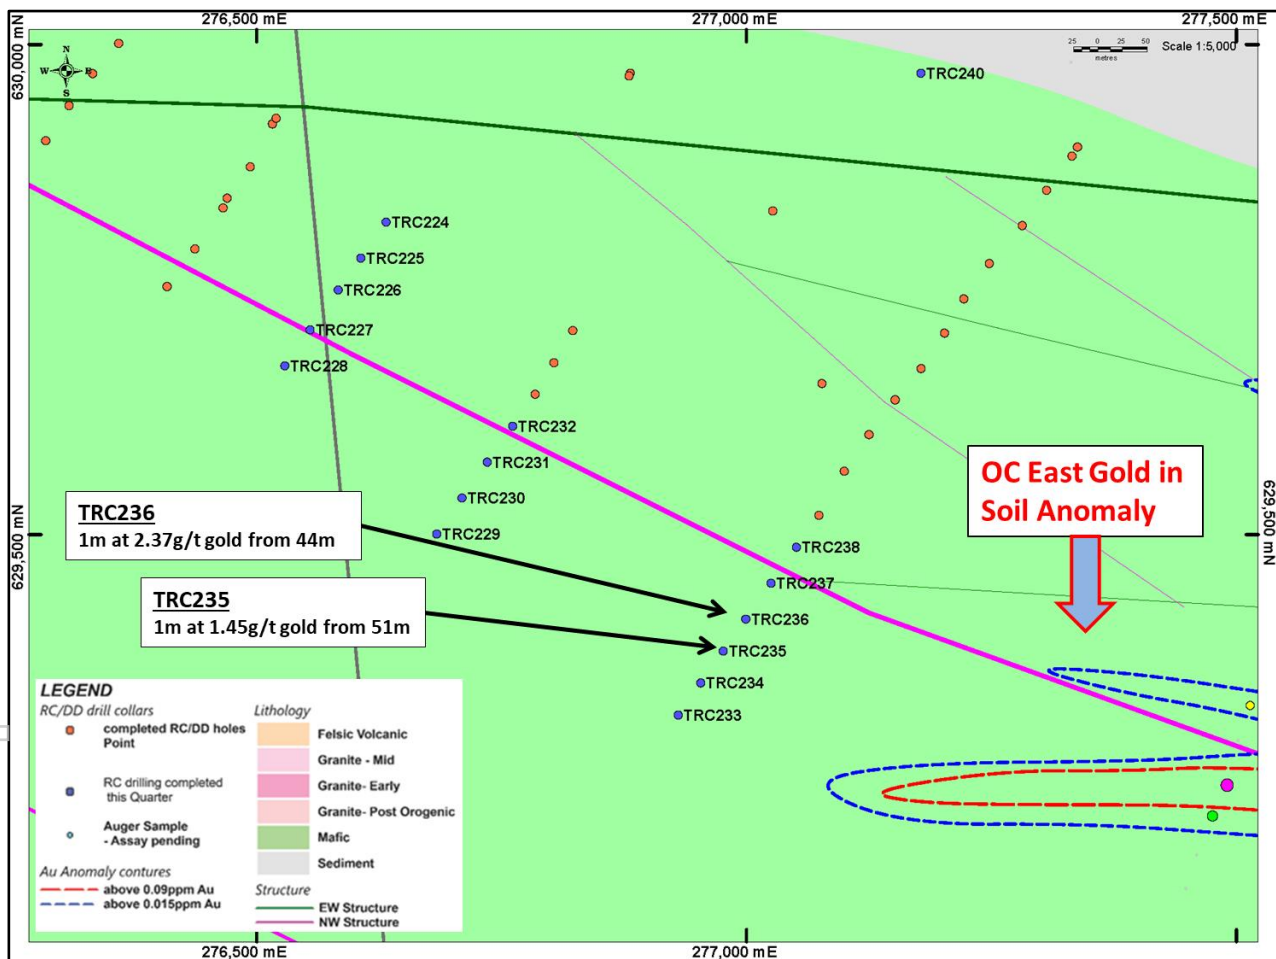 276,500 mE
277,000 mE
277,500 mE
630,000 mN
N
W E
S
25 0 25 50
metres
Scale 1:5,000
TRC240
TRC224
TRC225
TRC226
TRC227
TRC228
TRC232
TRC231
TRC230
TRC229
TRC238
TRC237
TRC236
TRC235
TRC234
TRC233
OC East Gold in
Soil Anomaly
629,500 mN
629,500 mN
TRC236
1m at 2.37g/t gold from 44m
TRC235
1m at 1.45g/t gold from 51m
LEGEND
RC/DD drill collars
completed RC/DD holes
Point
RC drilling completed
this Quarter
Auger Sample
- Assay pending
Au Anomaly contures
above 0.09ppm Au
above 0.015ppm Au
Lithology
Felsic Volcanic
Granite - Mid
Granite- Early
Granite- Post Orogenic
Mafic
Sediment
Structure
EW Structure
NW Structure
276,500 mE
277,000 mE